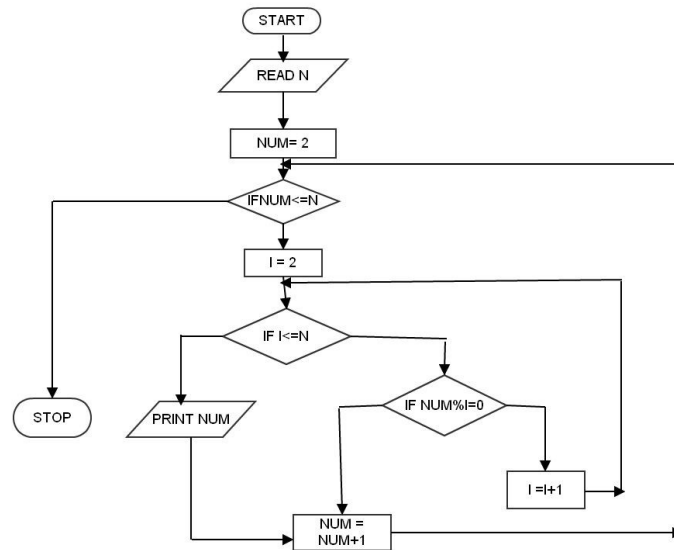 START
READ N
NUM= 2
IFNUM<=N
I = 2
IF I<=N
STOP
PRINT NUM
IF NUM%I=0
I =I+1
NUM =
NUM+1